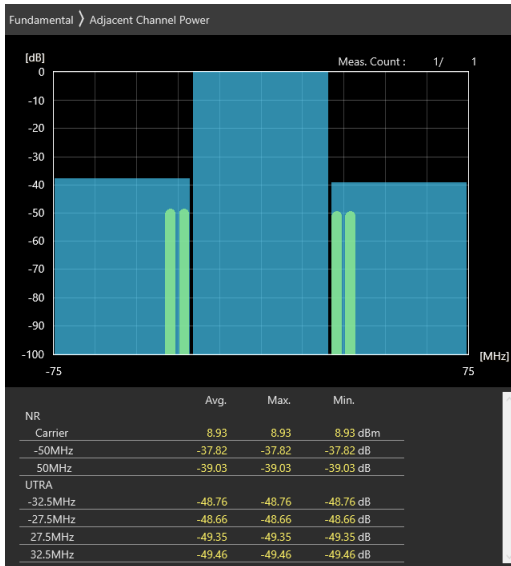 Fundamental 〉 Adjacent Channel Power
[dB]
Meas. Count : 1/ 1
0
-10
-20
-30
-40
-50
-60
-70
-80
-90
-100
[MHz]
-75 75
Avg. Max. Min.
NR
Carrier 8.93 8.93 8.93 dBm
-50MHz -37.82 -37.82 -37.82 dB
50MHz -39.03 -39.03 -39.03 dB
UTRA
-32.5MHz -48.76 -48.76 -48.76 dB
-27.5MHz -48.66 -48.66 -48.66 dB
27.5MHz -49.35 -49.35 -49.35 dB
32.5MHz -49.46 -49.46 -49.46 dB